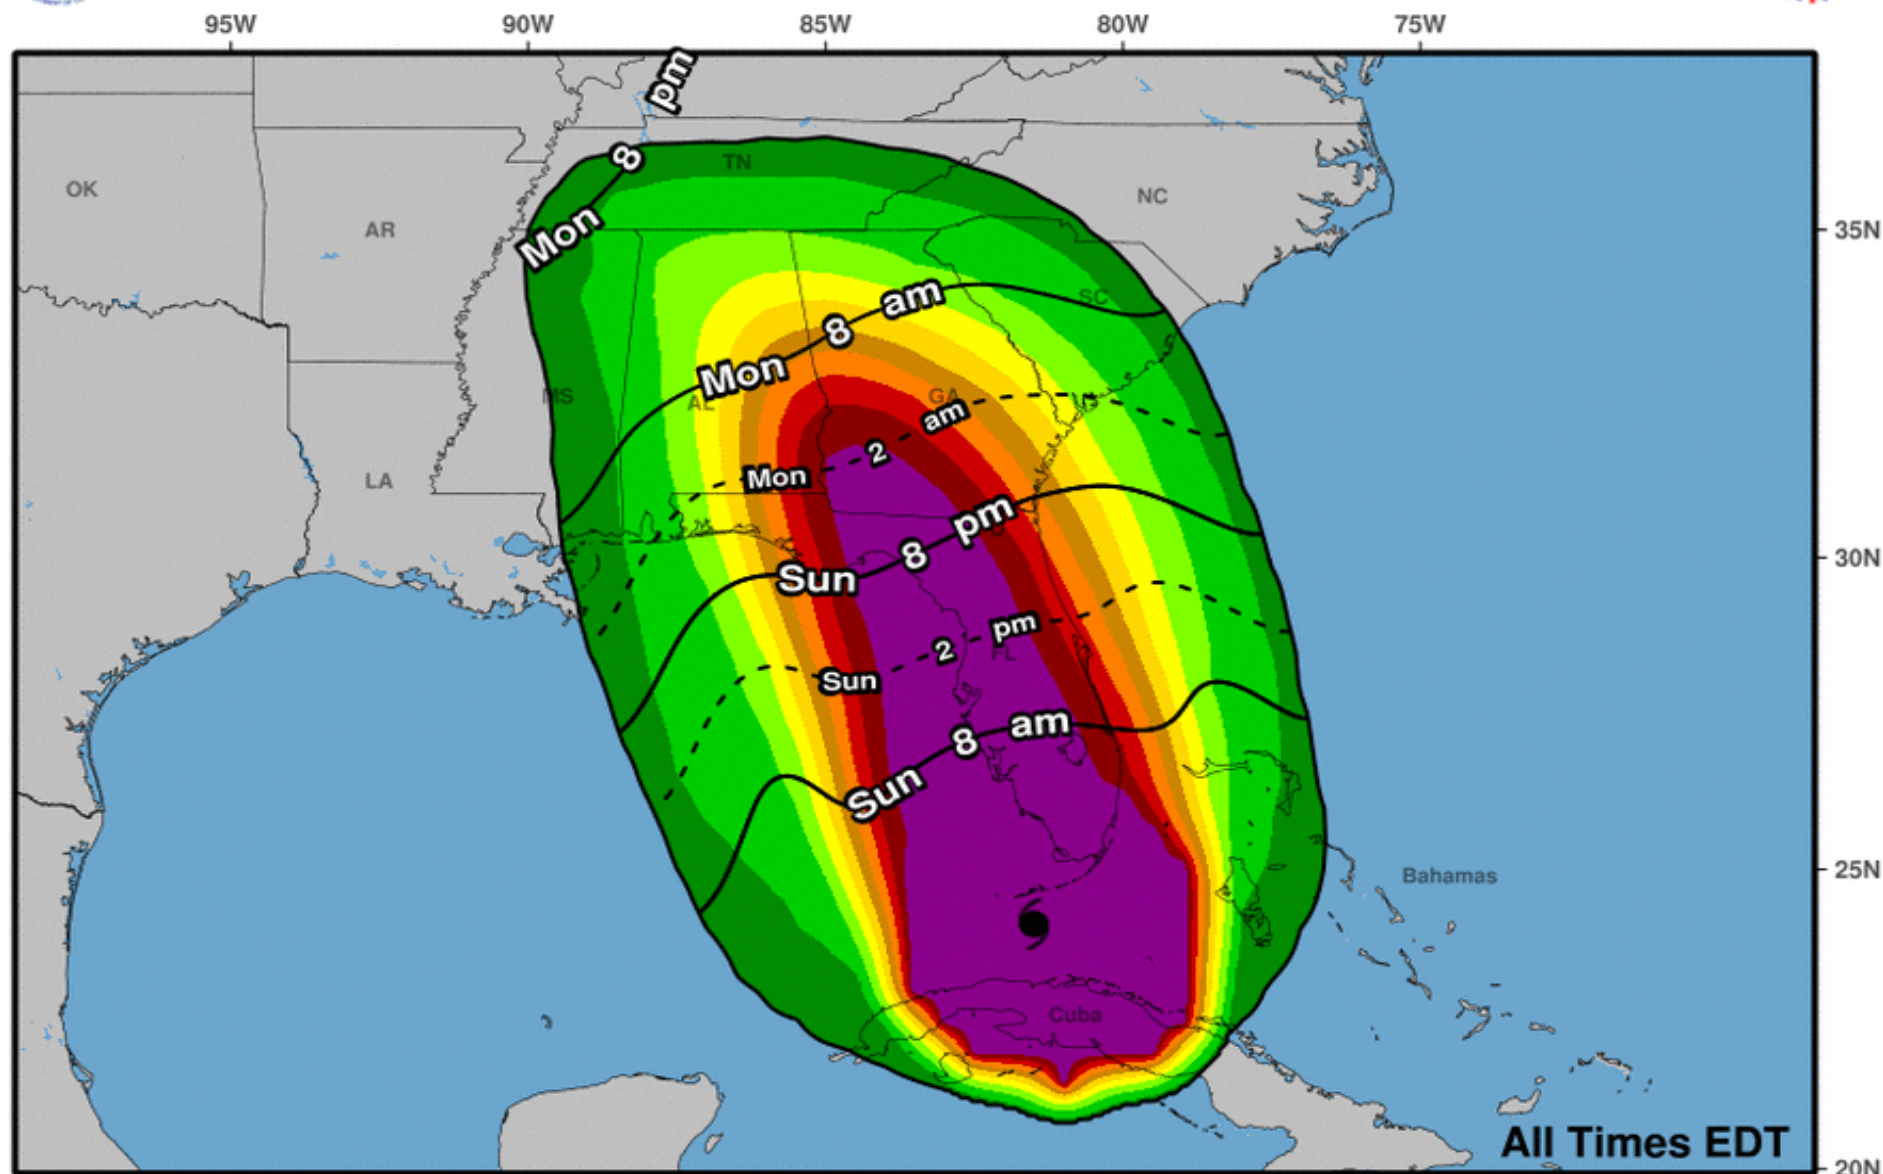 95W 90W 85W 80W 75W
pm
8
TN
OK
NC
Mon
AR
35N
am
8
SC
Mon
MS
AL
GA
am
2
Mon
LA
pm
8
30N
Sun
pm
2
FL
Sun
am
8
Sun
25N
Bahamas
Cuba
All Times EDT
20N